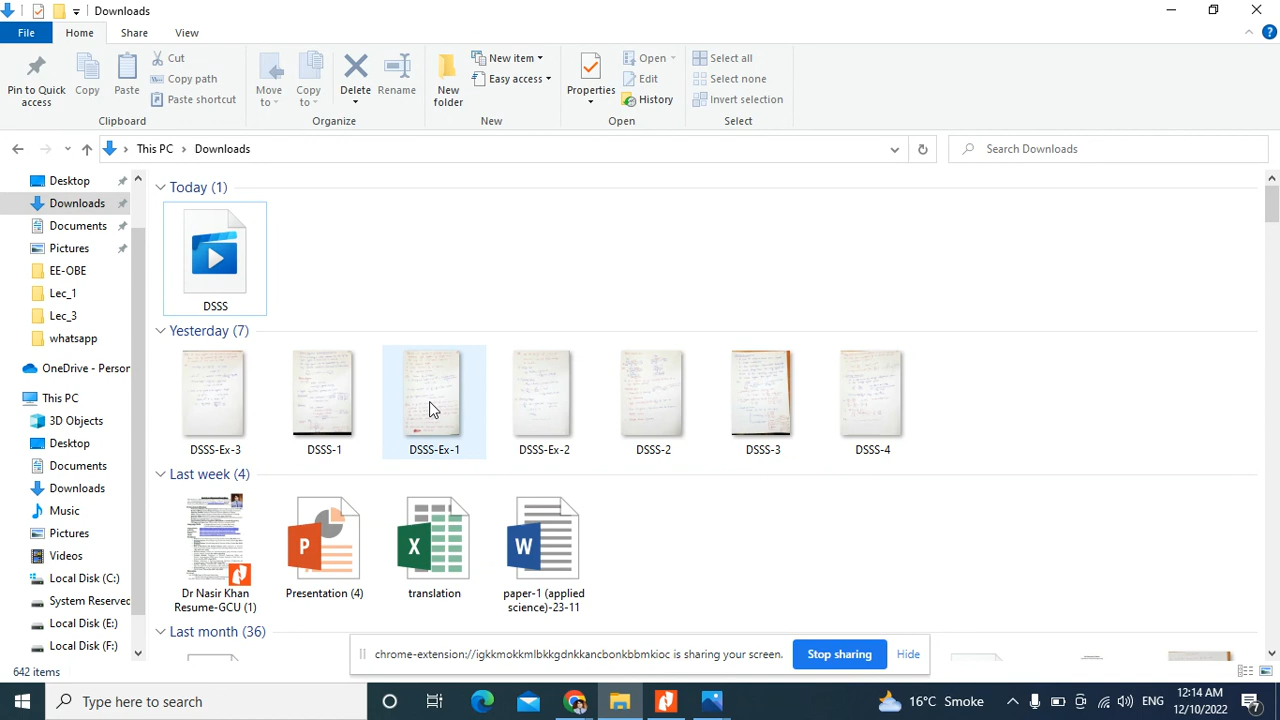 Downloads
File
Home
Share
View
Pin to Quick
access
Copy
Paste
Cut
Copy path
Paste shortcut
Clipboard
Move
to
Copy
to
Delete
Rename
Organize
New
folder
New item
Easy access
New
Properties
Open
Edit
History
Open
Select all
Select none
Invert selection
Select
This PC
Downloads
Search Downloads
Desktop
Downloads
Documents
Pictures
EE-OBE
Lec_1
Lec_3
whatsapp
OneDrive - Person
This PC
3D Objects
Desktop
Documents
Downloads
Music
Pictures
Videos
Local Disk (C:)
System Reserved
Local Disk (E:)
Local Disk (F:)
Today (1)
DSSS
Yesterday (7)
DSSS-Ex-3
DSSS-1
DSSS-Ex-1
DSSS-Ex-2
DSSS-2
DSSS-3
DSSS-4
Last week (4)
Dr Nasir Khan
Resume-GCU (1)
P
Presentation (4)
X
translation
W
paper-1 (applied
science)-23-11
Last month (36)
chrome-extension://igkkmokkmlbkkgdnkkancbonkbbmkioc is sharing your screen.
Stop sharing
Hide
642 items
Type here to search
16°C Smoke
ENG
12:14 AM
12/10/2022
7